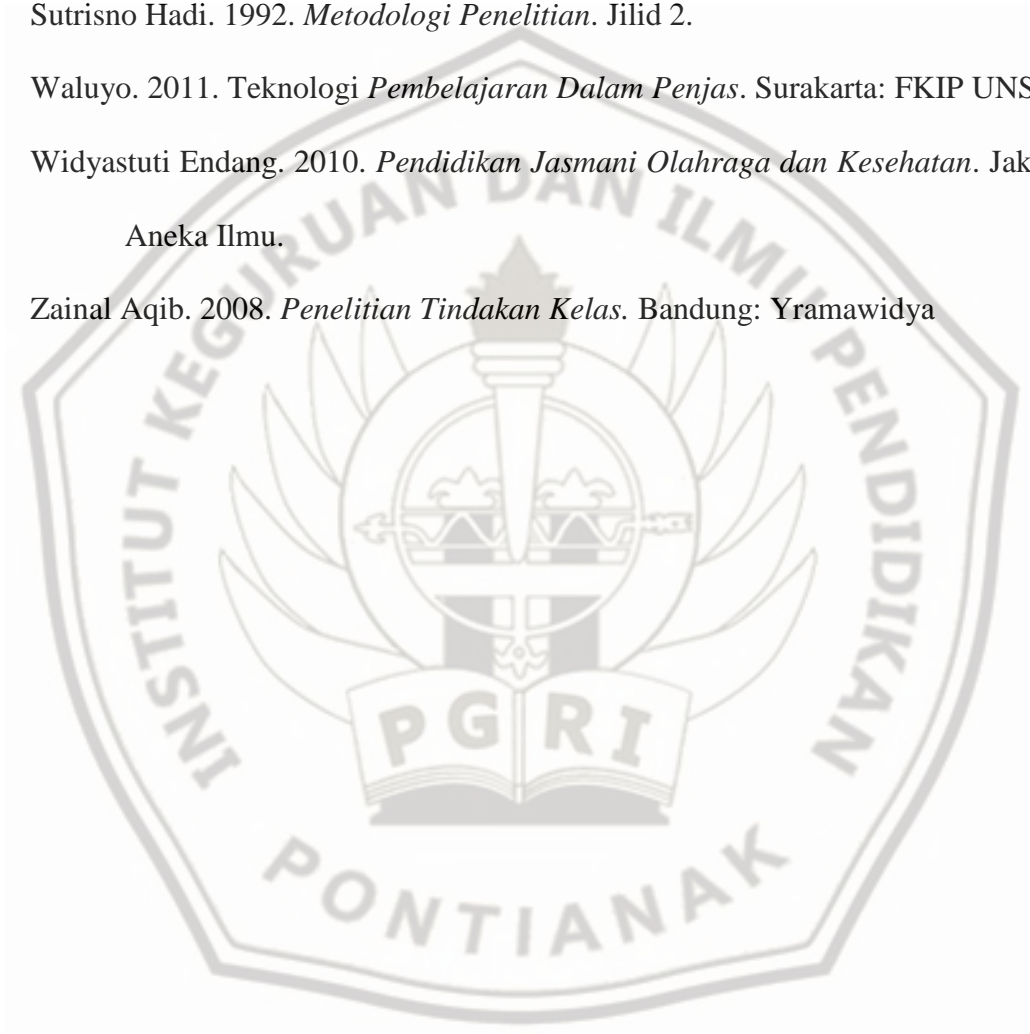 Sutrisno Hadi. 1992. Metodologi Penelitian. Jilid 2.
Waluyo. 2011. Teknologi Pembelajaran Dalam Penjas. Surakarta: FKIP UNS
Widyastuti Endang. 2010. Pendidikan Jasmani Olahraga dan Kesehatan. Jak
Aneka Ilmu.
Zainal Aqib. 2008. Penelitian Tindakan Kelas. Bandung: Yramawidya
INSTITUT KEGURUAN DAN ILMU PENDIDIKAN
PGRI
PONTIANAK